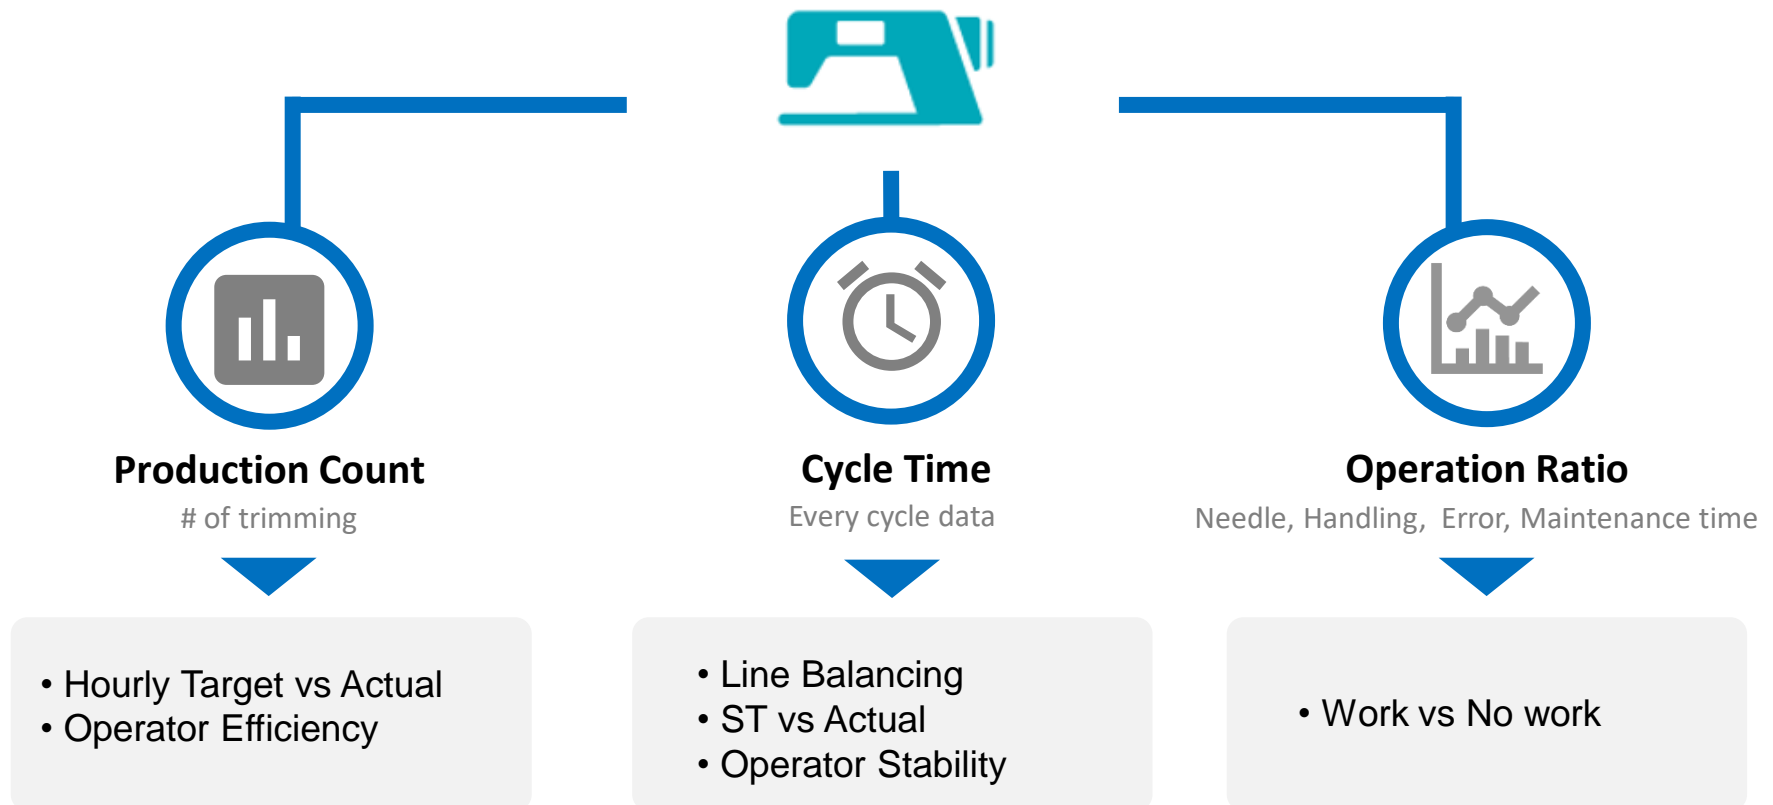 Production Count
# of trimming
• Hourly Target vs Actual
• Operator Efficiency
Cycle Time
Every cycle data
• Line Balancing
• ST vs Actual
• Operator Stability
Operation Ratio
Needle, Handling,  Error, Maintenance time
• Work vs No work